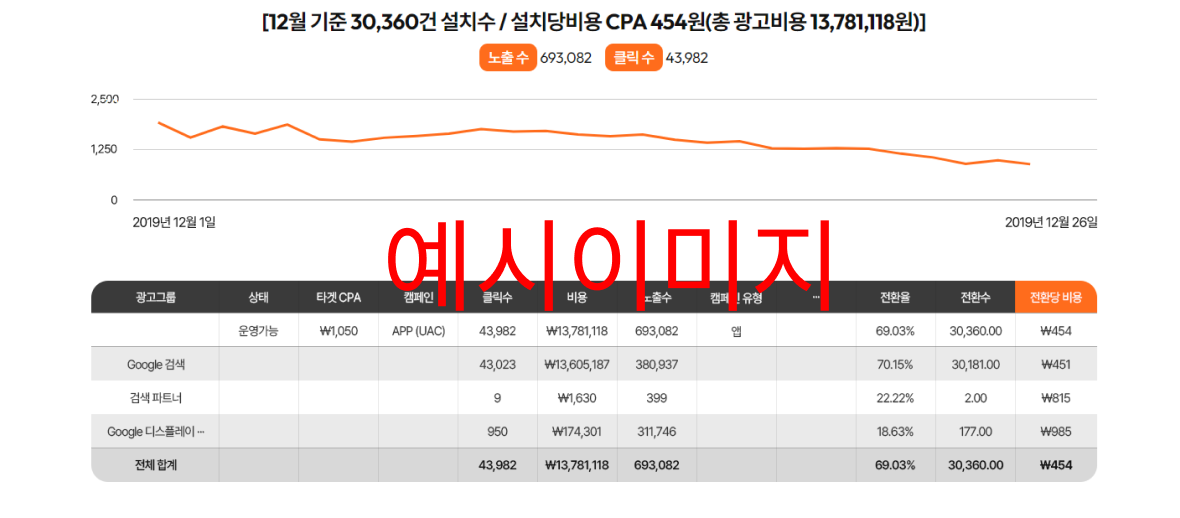 [12월 기준 30,360건 설치수 / 설치당비용 CPA 454원(총 광고비용 13,781,118원)]
노출 수 693,082 클릭 수 43,982
2,500
1,250
0
2019년 12월 1일 2019년 12월 26일
예시이미지
광고그룹 상태 타겟 CPA 캠페인 클릭수 비용 노출수 캠페인 유형 ··· 전환율 전환수 전환당 비용
운영가능 ₩1,050 APP (UAC) 43,982 ₩13,781,118 693,082 앱 69.03% 30,360.00 ₩454
Google 검색 43,023 ₩13,605,187 380,937 70.15% 30,181.00 ₩451
검색 파트너 9 ₩1,630 399 22.22% 2.00 ₩815
Google 디스플레이 ··· 950 ₩174,301 311,746 18.63% 177.00 ₩985
전체 합계 43,982 ₩13,781,118 693,082 69.03% 30,360.00 ₩454